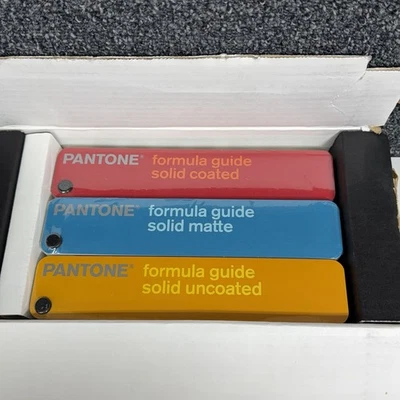 PANTONE® formula guide
solid coated
PANTONE® formula guide
solid matte
PANTONE® formula guide
solid uncoated